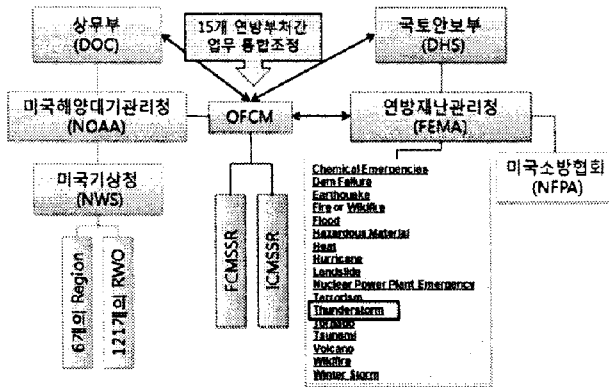 상무부
(DOC)
15개 연방부처간
업무 통합조정
국토안보부
(DHS)
미국해양대기관리청
(NOAA)
OFCM
연방재난관리청
(FEMA)
미국기상청
(NWS)
미국소방협회
(NFPA)
6개의 Region
121개의 RWO
FCMSSR
ICMSSR
Chemical Emergencies
Dam Failure
Earthquake
Fire or Wildfire
Flood
Hazardous Material
Heat
Hurricane
Landslide
Nuclear Power Plant Emergency
Terrorism
Thunderstorm
Tornado
Tsunami
Volcano
Wildfire
Winter Storm